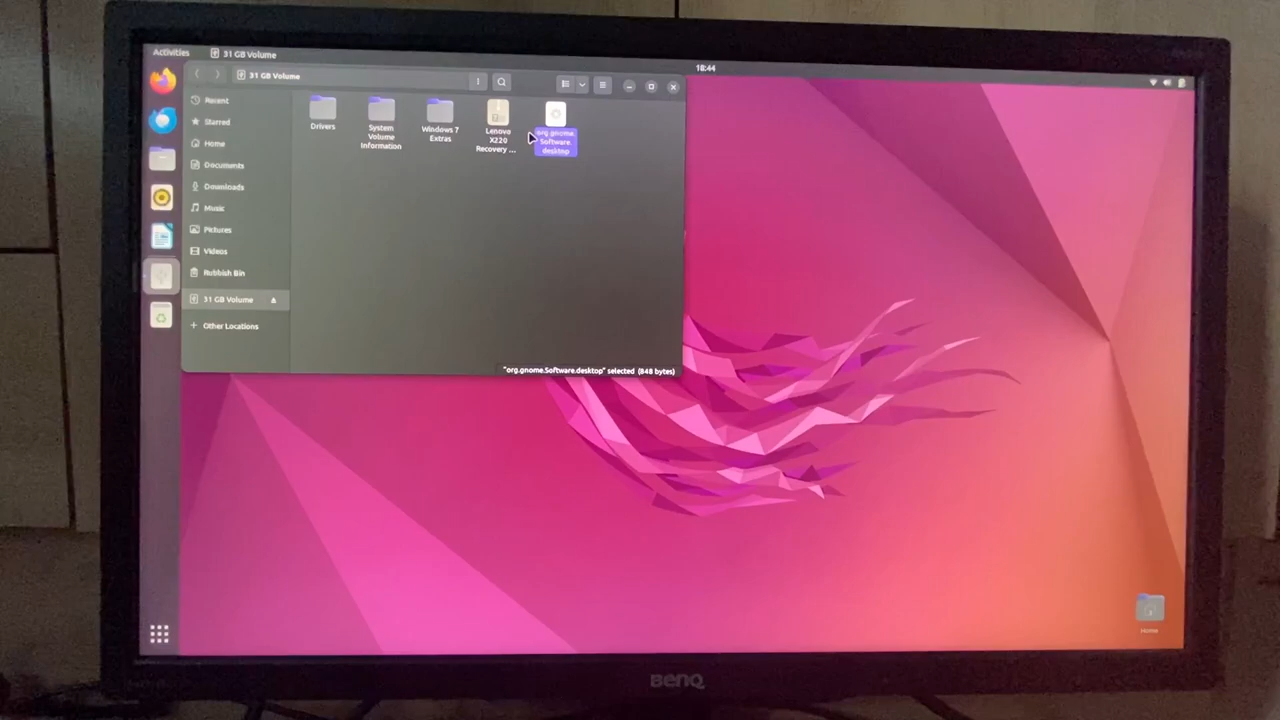 Activities
31 GB Volume
18:44
31 GB Volume
Recent
Starred
Home
Documents
Downloads
Music
Pictures
Videos
Rubbish Bin
31 GB Volume
Other Locations
Drivers
System
Volume
Information
Windows 7
Extras
Lenovo
X220
Recovery ...
org.gnome.
Software.
desktop
"org.gnome.Software.desktop" selected (848 bytes)
Home
BenQ